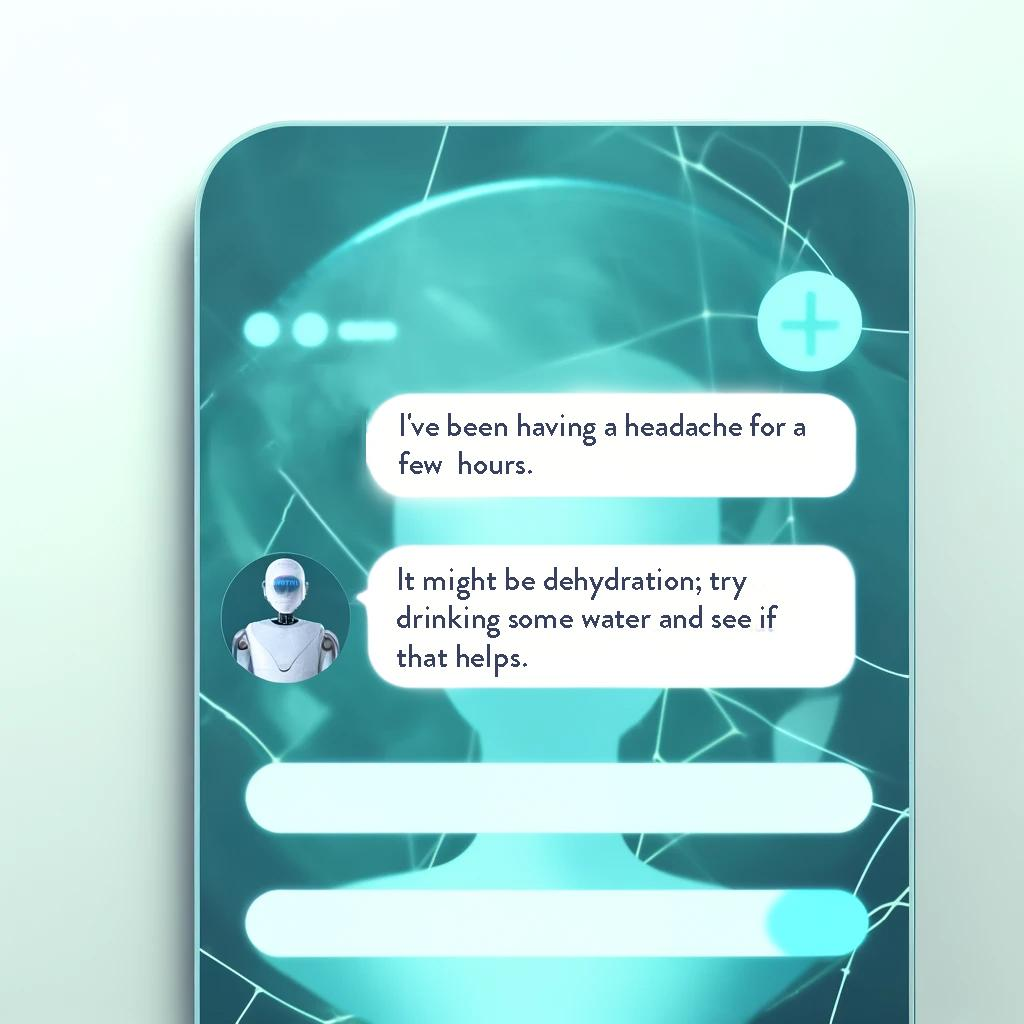 I've been having a headache for a
few hours.
It might be dehydration; try
drinking some water and see if
that helps.